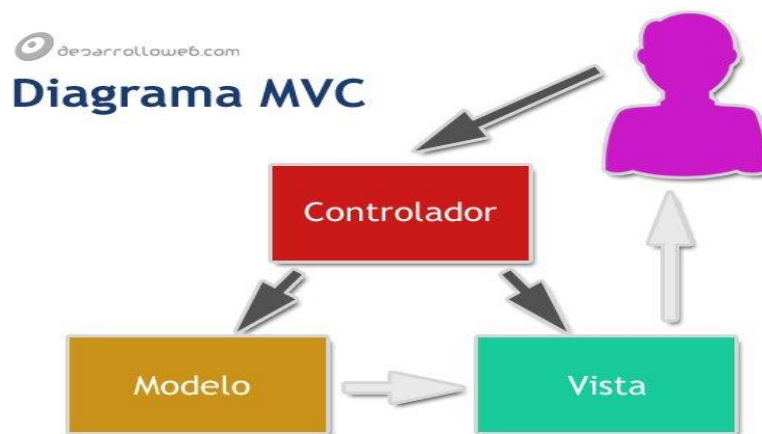 desarrolloweb.com
Diagrama MVC
Controlador
Modelo
Vista